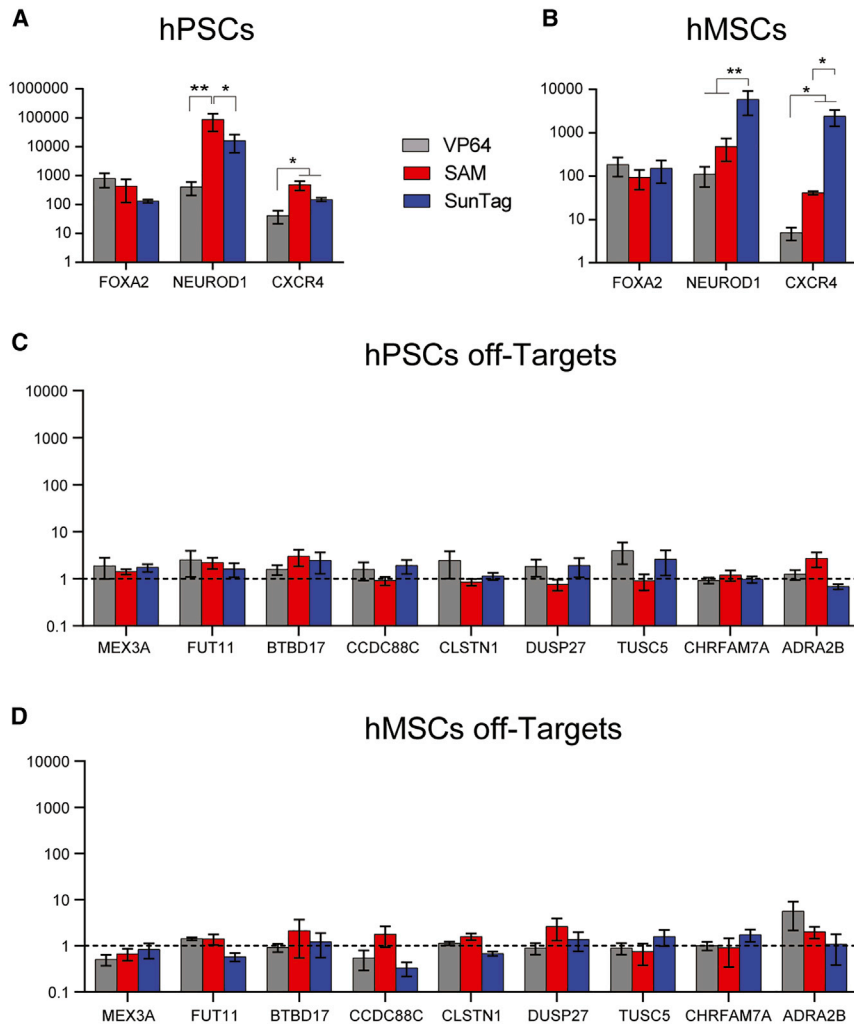 A
hPSCs
1000000
100000
10000
1000
100
10
1
** *
*
FOXA2 NEUROD1 CXCR4
VP64
SAM
SunTag
B
hMSCs
10000
1000
100
10
1
**
*
*
FOXA2 NEUROD1 CXCR4
C
hPSCs off-Targets
10000
1000
100
10
1
0.1
MEX3A FUT11 BTBD17 CCDC88C CLSTN1 DUSP27 TUSC5 CHRFAM7A ADRA2B
D
hMSCs off-Targets
10000
1000
100
10
1
0.1
MEX3A FUT11 BTBD17 CCDC88C CLSTN1 DUSP27 TUSC5 CHRFAM7A ADRA2B